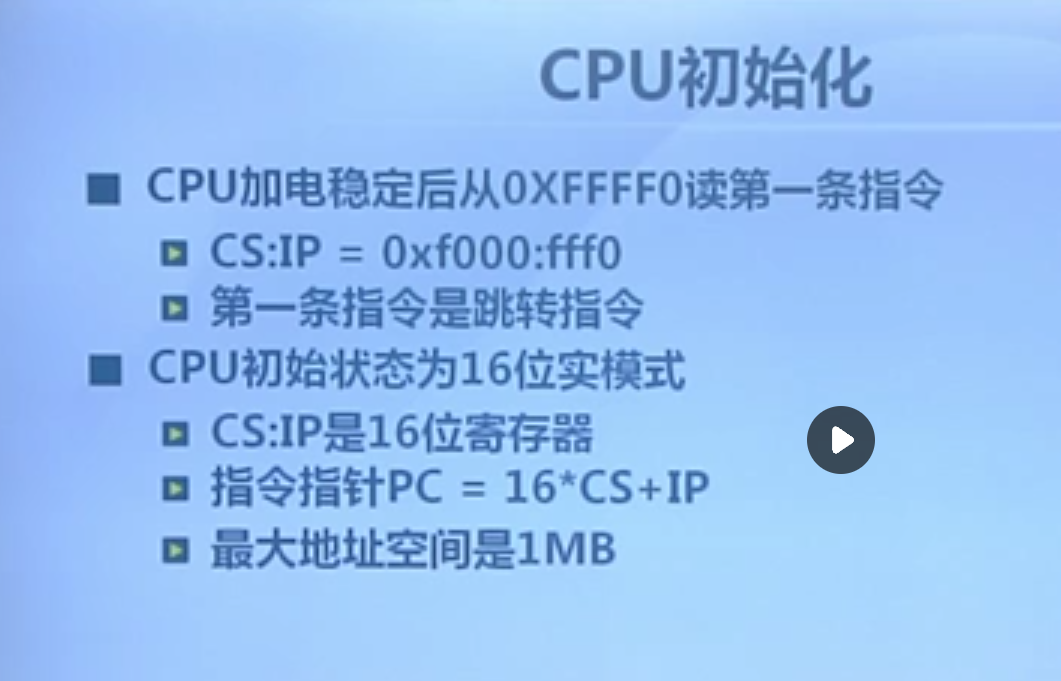 CPU初始化
CPU加电稳定后从0XFFFF0读第一条指令
CS:IP = 0xf000:fff0
第一条指令是跳转指令
CPU初始状态为16位实模式
CS:IP是16位寄存器
指令指针PC = 16*CS+IP
最大地址空间是1MB